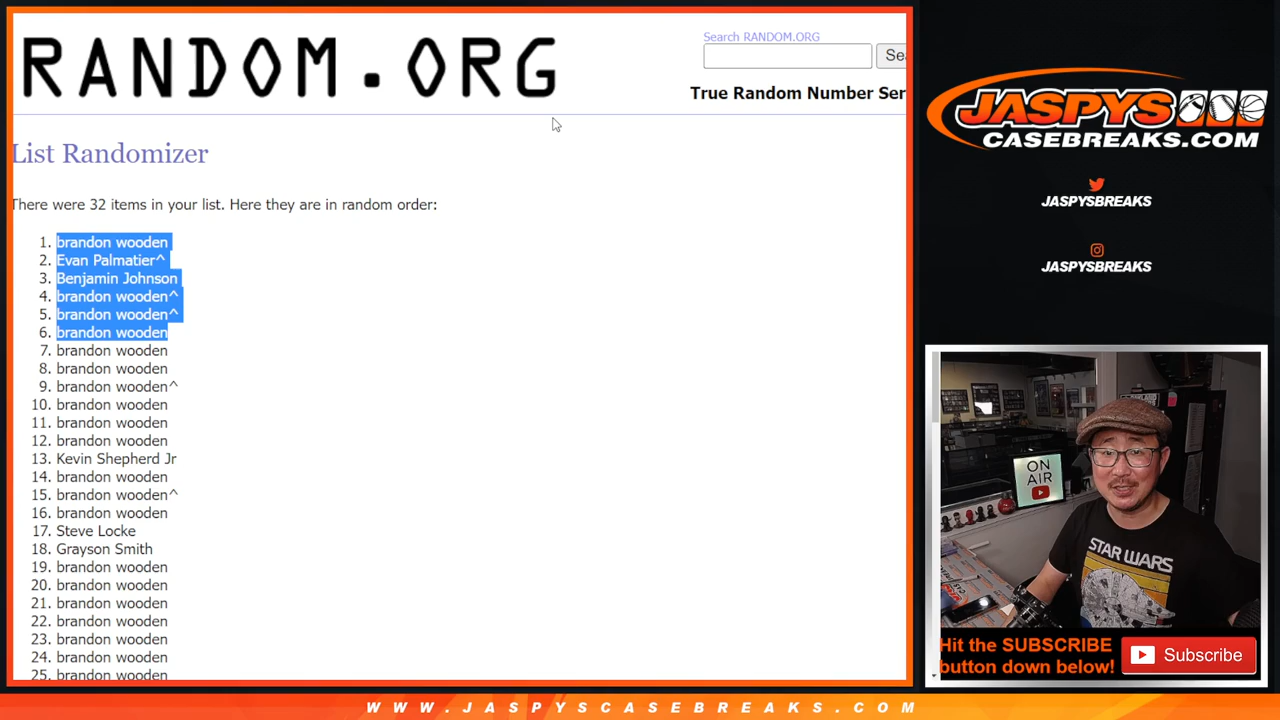 RANDOM.ORG
Search RANDOM.ORG
Sea
True Random Number Ser
List Randomizer
There were 32 items in your list. Here they are in random order:
1. brandon wooden
2. Evan Palmatier^
3. Benjamin Johnson
4. brandon wooden^
5. brandon wooden^
6. brandon wooden
7. brandon wooden
8. brandon wooden
9. brandon wooden^
10. brandon wooden
11. brandon wooden
12. brandon wooden
13. Kevin Shepherd Jr
14. brandon wooden
15. brandon wooden^
16. brandon wooden
17. Steve Locke
18. Grayson Smith
19. brandon wooden
20. brandon wooden
21. brandon wooden
22. brandon wooden
23. brandon wooden
24. brandon wooden
25. brandon wooden
JASPYS
CASEBREAKS.COM
JASPYSBREAKS
JASPYSBREAKS
ON
AIR
STAR WARS
Hit the SUBSCRIBE
button down below!
Subscribe
WWW.JASPYSCASEBREAKS.COM